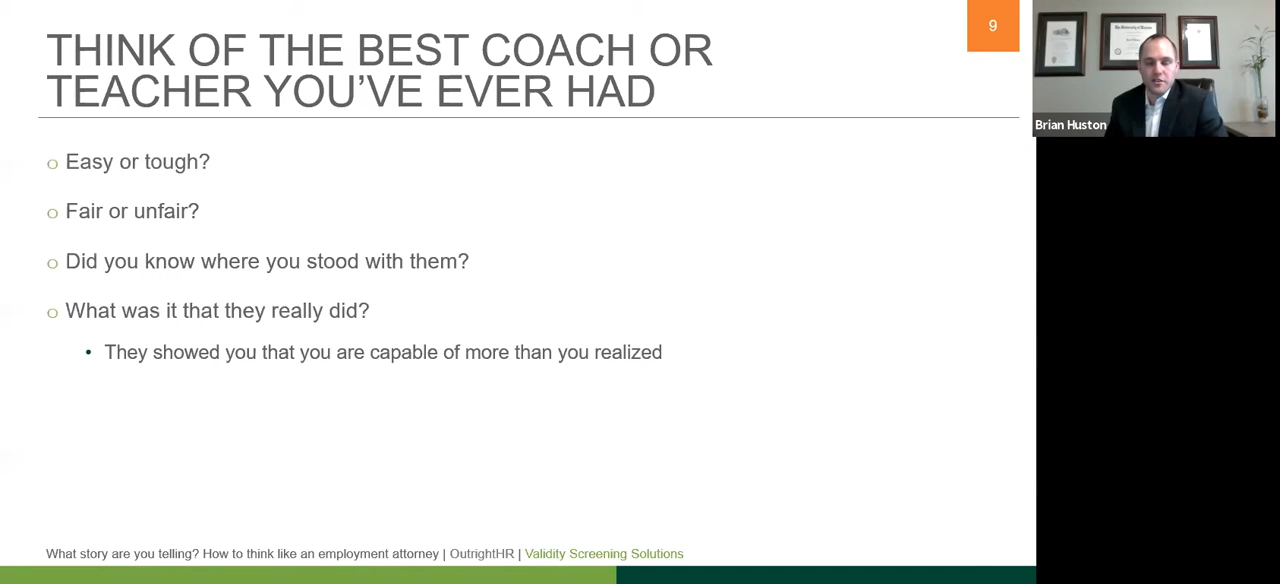 9
THINK OF THE BEST COACH OR
TEACHER YOU'VE EVER HAD
Easy or tough?
Fair or unfair?
Did you know where you stood with them?
What was it that they really did?
• They showed you that you are capable of more than you realized
What story are you telling? How to think like an employment attorney | OutrightHR | Validity Screening Solutions
Brian Huston